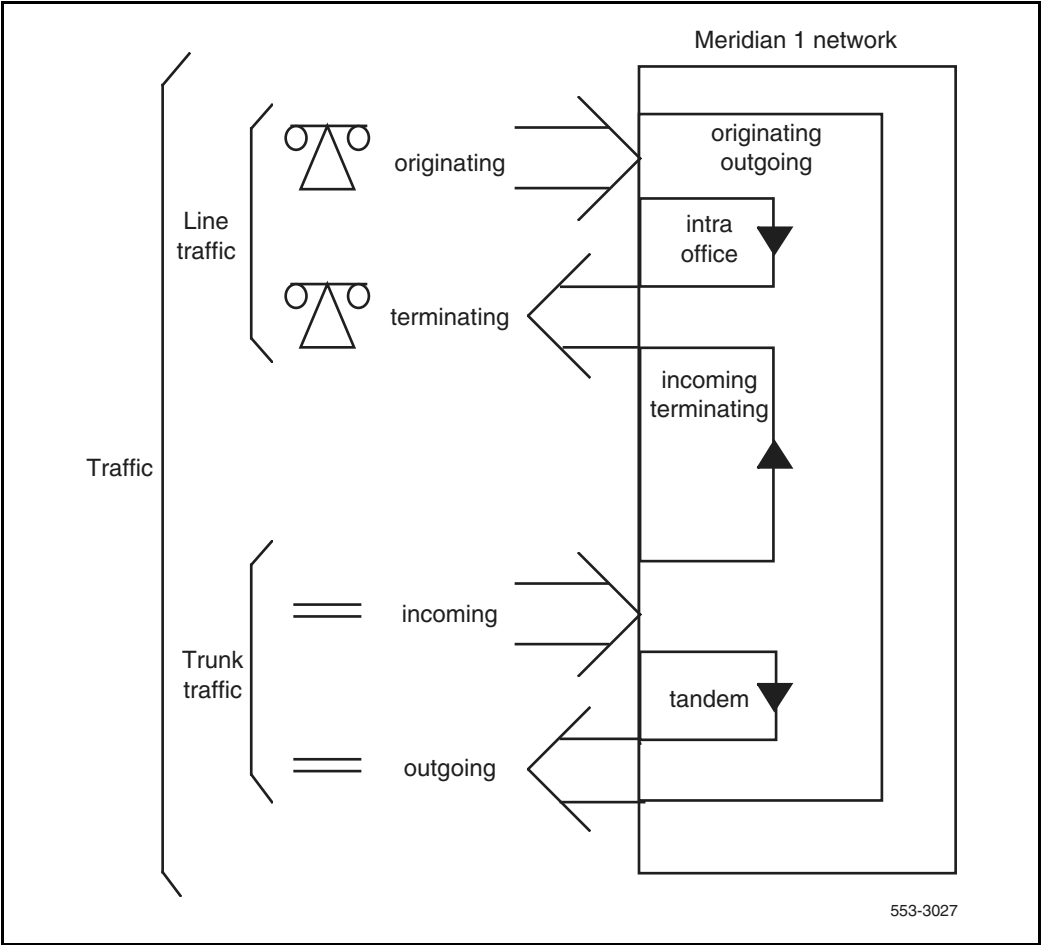 Meridian 1 network
originating
originating
outgoing
Line
traffic
intra
office
terminating
incoming
terminating
Traffic
incoming
Trunk
traffic
tandem
outgoing
553-3027